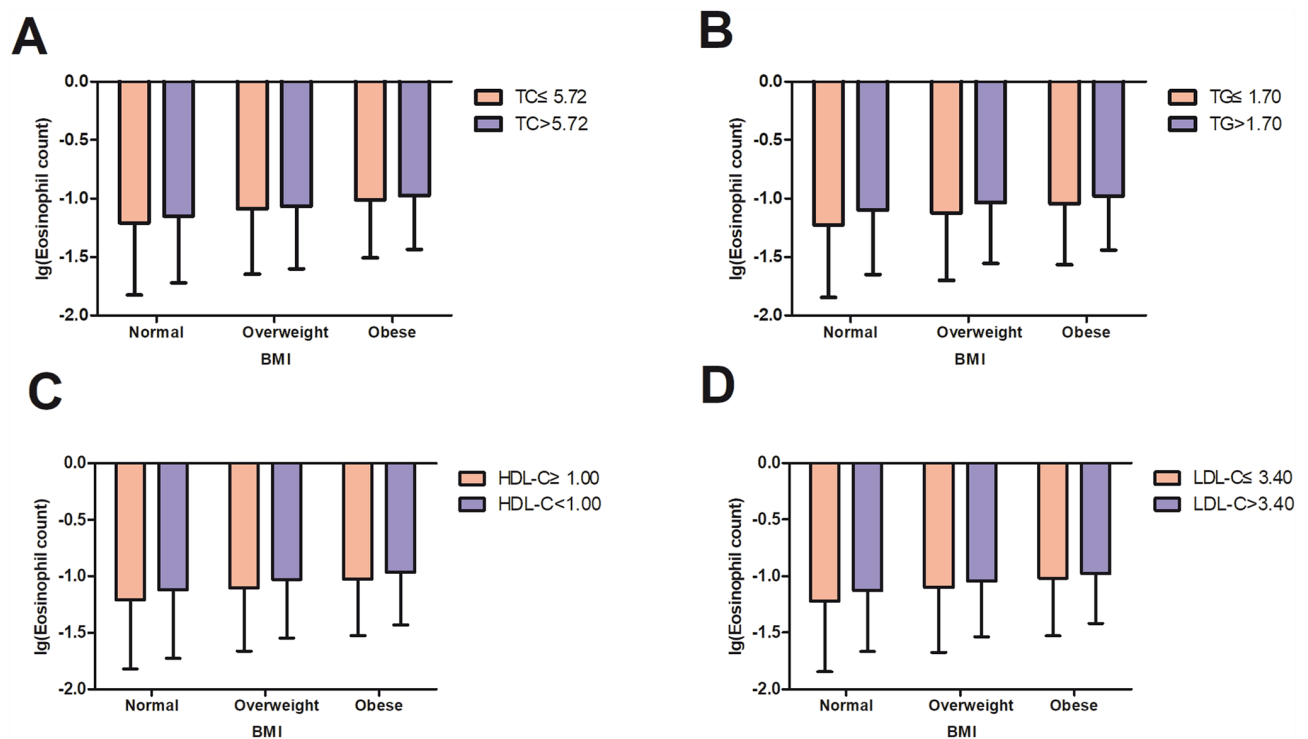 A
0.0
-0.5
-1.0
-1.5
-2.0
lg(Eosinophil count)
Normal Overweight Obese
BMI
TC≤ 5.72
TC>5.72
B
0.0
-0.5
-1.0
-1.5
-2.0
lg(Eosinophil count)
Normal Overweight Obese
BMI
TG≤ 1.70
TG>1.70
C
0.0
-0.5
-1.0
-1.5
-2.0
lg(Eosinophil count)
Normal Overweight Obese
BMI
HDL-C≥ 1.00
HDL-C<1.00
D
0.0
-0.5
-1.0
-1.5
-2.0
lg(Eosinophil count)
Normal Overweight Obese
BMI
LDL-C≤ 3.40
LDL-C>3.40